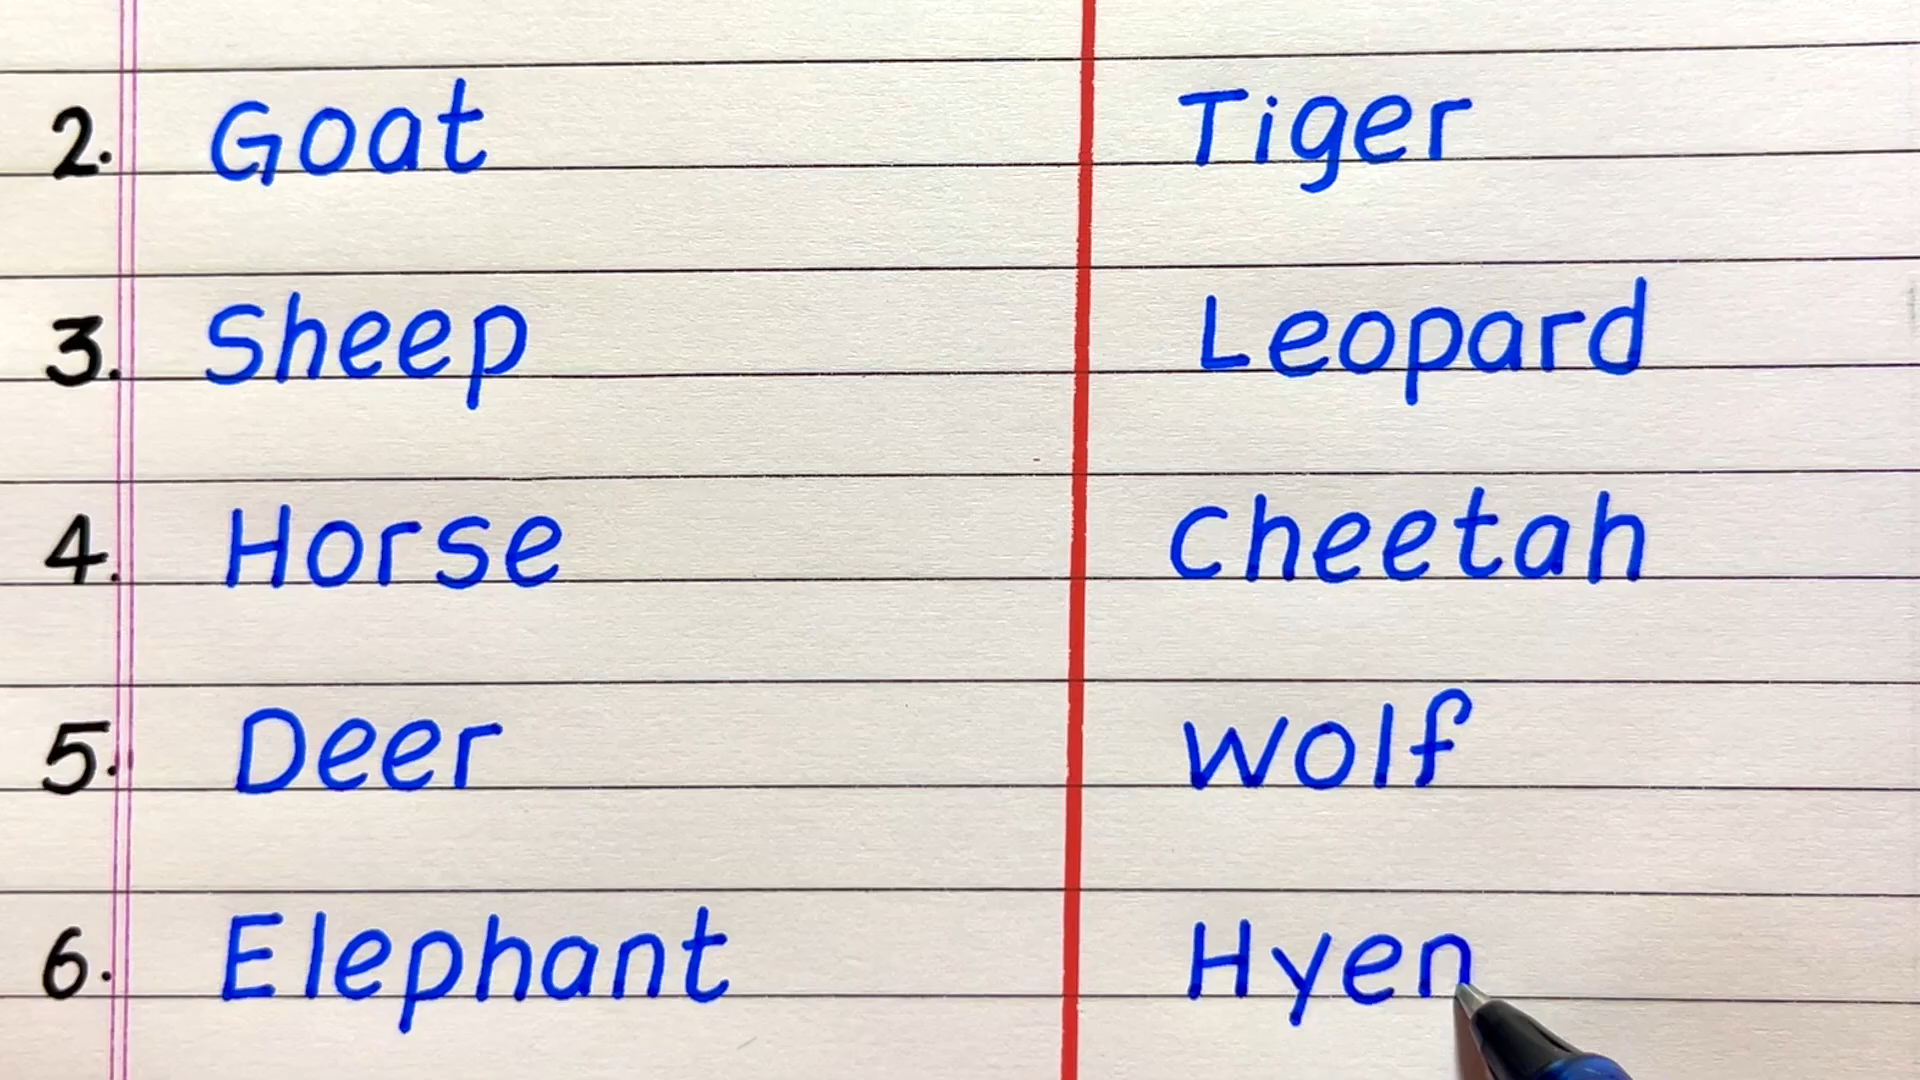 2. Goat Tiger
3. Sheep Leopard
4. Horse cheetah
5. Deer wolf
6. Elephant Hyen